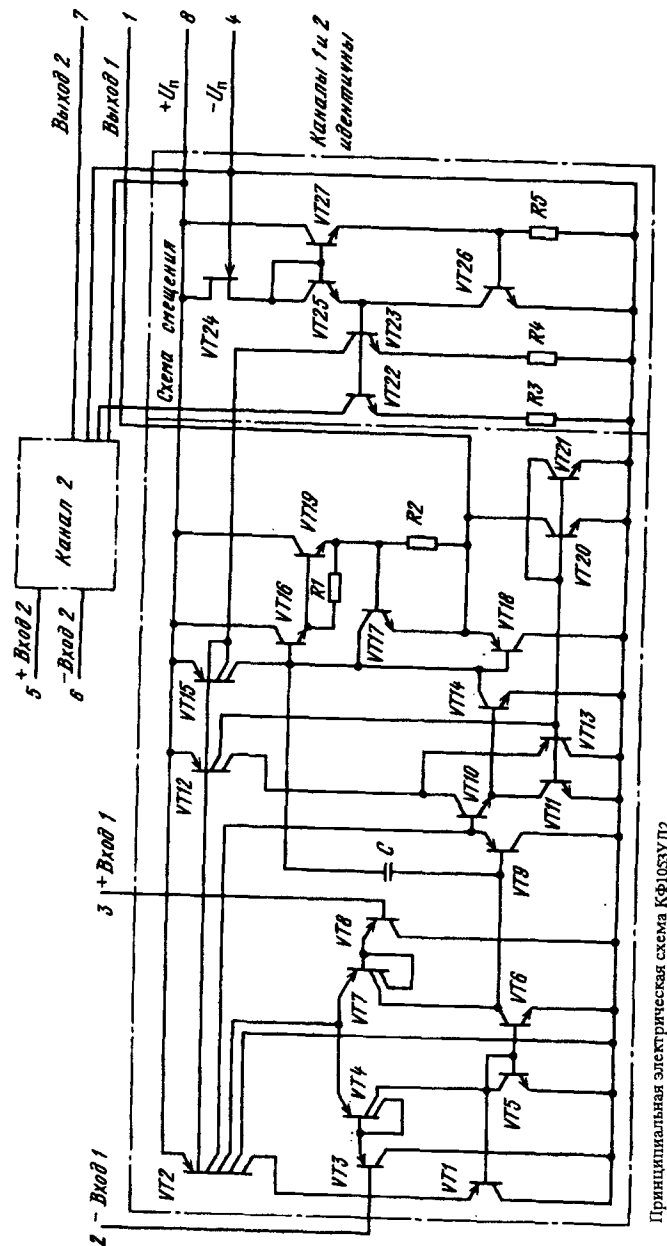 7 Выход 2
1 Выход 1
8 +Uп
4 −Uп
Каналы 1 и 2
идентичны
Канал 2
5 + Вход 2
6 −Вход 2
Схема смещения
3 + Вход 1
2 − Вход 1
VT24
VT27
VT25
VT26
R5
VT23
R4
VT22
R3
VT19
VT16
R1
R2
VT17
VT21
VT20
VT15
VT18
VT14
VT12
VT10
VT13
VT11
C
VT9
VT8
VT7
VT6
VT4
VT5
VT3
VT2
VT1
Принципиальная электрическая схема КФ1053УД2